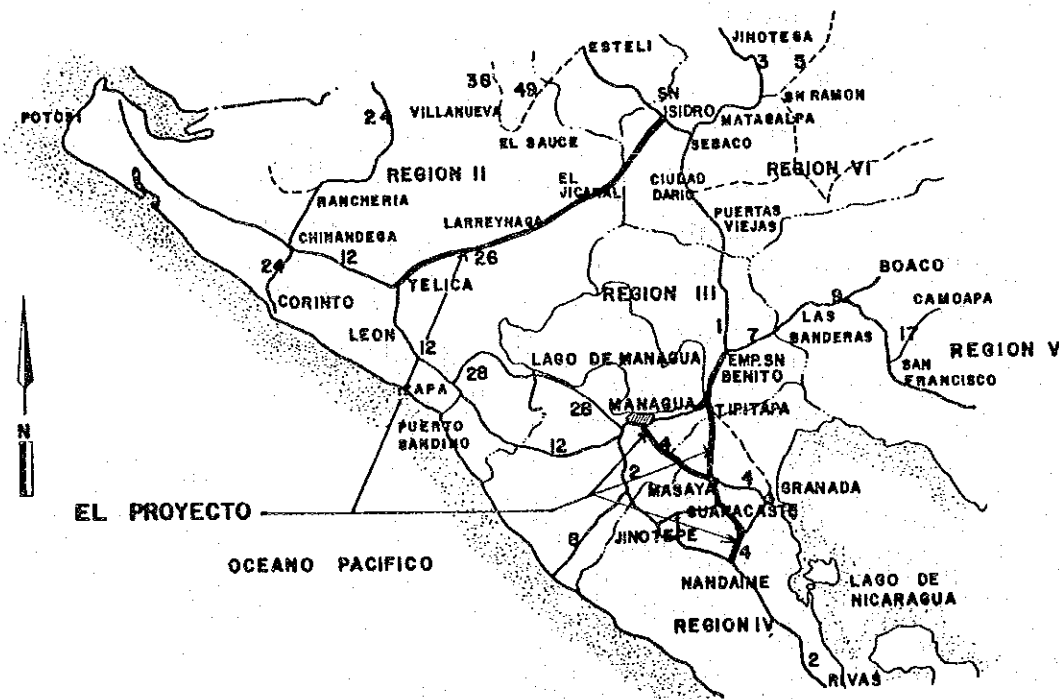 JINOTEGA
ESTELI
3
5
36
49
SN
ISIDRO
SN RAMON
POTOSI
24
VILLANUEVA
MATAGALPA
EL SAUCE
SEBACO
REGION II
EL
JICARAL
CIUDAD
DARIO
REGION VI
RANCHERIA
LARREYNAGA
PUERTAS
VIEJAS
CHINANDEGA
24
12
26
BOACO
CORINTO
TELICA
REGION III
9
CAMOAPA
LEON
1
7
LAS
BANDERAS
17
REGION V
12
28
LAGO DE MANAGUA
EMP. SN
BENITO
SAN
FRANCISCO
IZAPA
26
MANAGUA
TIPITAPA
PUERTO
SANDINO
N
12
4
2
4
MASAYA
GRANADA
EL PROYECTO
GUANACASTE
8
JINOTEPE
4
OCEANO PACIFICO
NANDAIME
LAGO DE
NICARAGUA
REGION IV
2
RIVAS